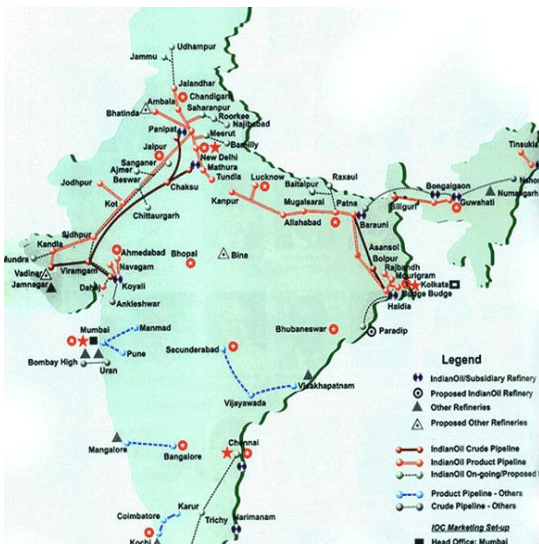 Udhampur
Jammu
Jalandhar
Chandigarh
Ambala
Saharanpur
Bhatinda
Roorkee
Najibabad
Panipat
Meerut
Bareilly
Jaipur
New Delhi
Sanganer
Mathura
Ajmer
Tundla
Lucknow
Raxaul
Beswar
Chaksu
Baitalpur
Bongaigaon
Jodhpur
Kanpur
Mugalsarai
Patna
Siliguri
Guwahati
Kot
Allahabad
Barauni
Chittaurgarh
Sidhpur
Kandla
Asansol
Mundra
Ahmedabad
Bhopal
Bina
Bolpur
Vadinar
Viramgam
Navagam
Rajbandh
Jamnagar
Koyali
Mourigram
Kolkata
Budge Budge
Ankleshwar
Haldia
Mumbai
Manmad
Bhubaneswar
Paradip
Pune
Secunderabad
Bombay High
Uran
Visakhapatnam
Vijayawada
Mangalore
Chennai
Bangalore
Karur
Coimbatore
Trichy
Narimanam
Kochi
Legend
IndianOil/Subsidiary Refinery
Proposed IndianOil Refinery
Other Refineries
Proposed Other Refineries
IndianOil Crude Pipeline
IndianOil Product Pipeline
IndianOil On-going/Proposed
Product Pipeline - Others
Crude Pipeline - Others
IOC Marketing Set-up
Head Office: Mumbai